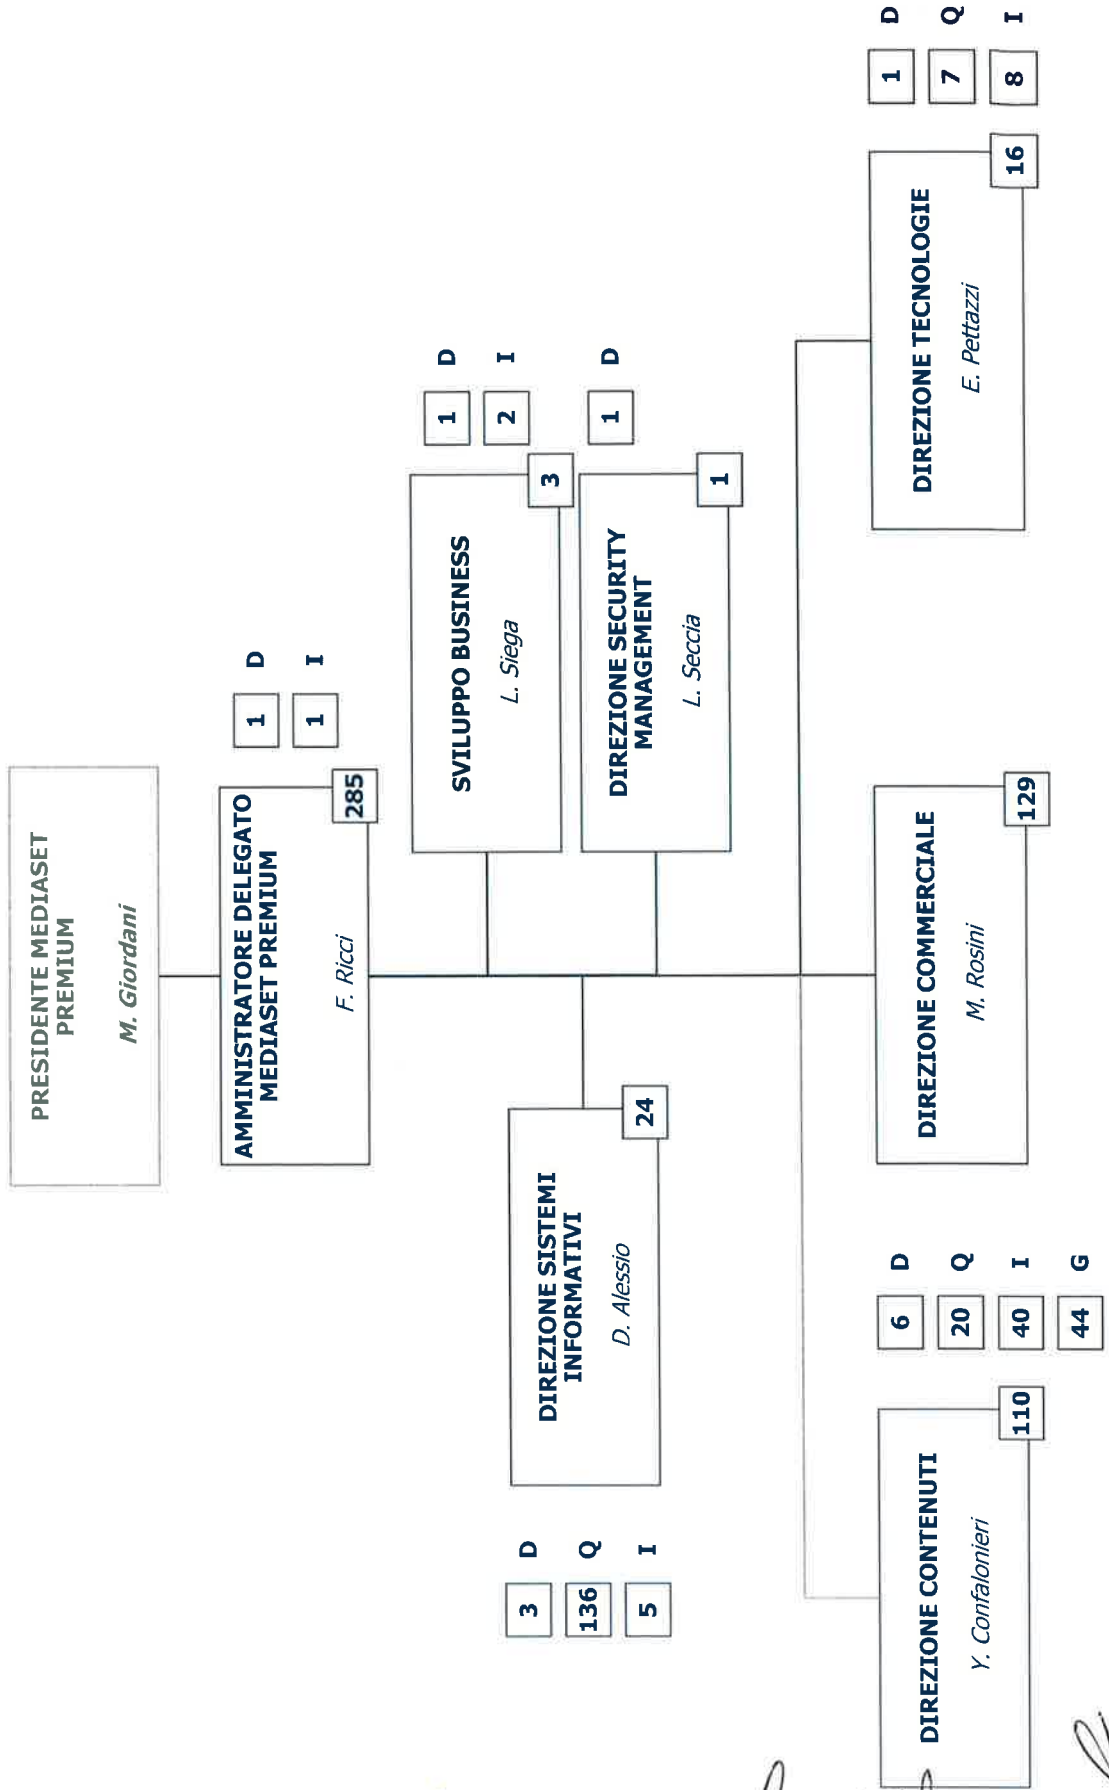 PRESIDENTE MEDIASET
PREMIUM
M. Giordani
AMMINISTRATORE DELEGATO
MEDIASET PREMIUM
F. Ricci
285
1 D
1 I
SVILUPPO BUSINESS
L. Siega
3
1 D
2 I
DIREZIONE SISTEMI
INFORMATIVI
D. Alessio
24
3 D
136 Q
5 I
DIREZIONE SECURITY
MANAGEMENT
L. Seccia
1
1 D
DIREZIONE CONTENUTI
Y. Confalonieri
110
6 D
20 Q
40 I
44 G
DIREZIONE COMMERCIALE
M. Rosini
129
DIREZIONE TECNOLOGIE
E. Pettazzi
16
1 D
7 Q
8 I